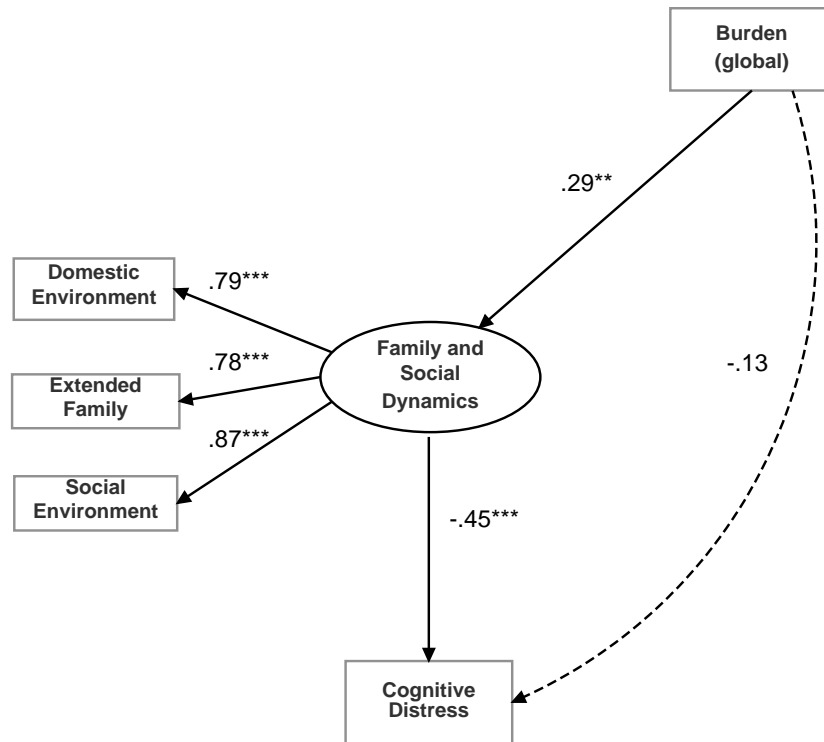 Burden
(global)
.29**
Domestic
Environment
.79***
Family and
Social
Dynamics
-.13
Extended
Family
.78***
.87***
Social
Environment
-.45***
Cognitive
Distress